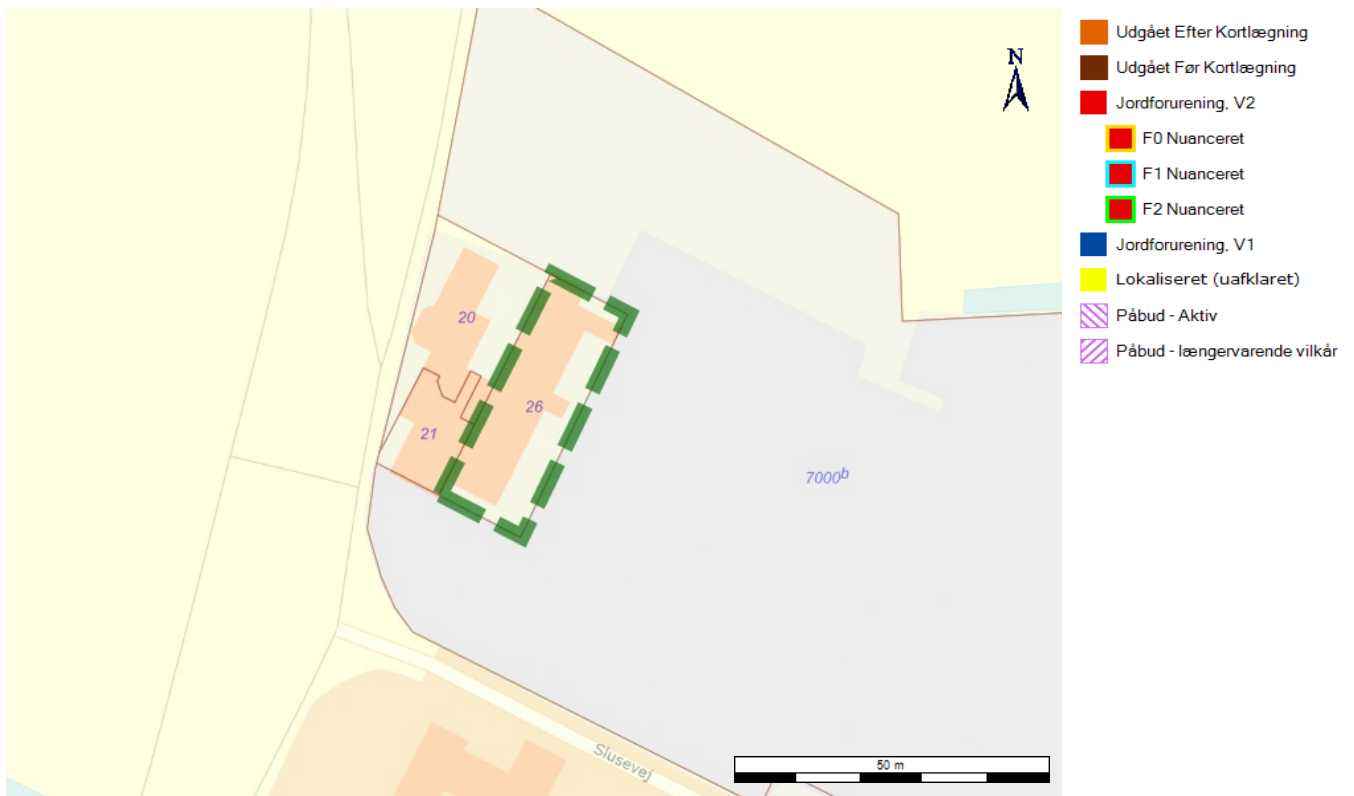 N
Udgået Efter Kortlægning
Udgået Før Kortlægning
Jordforurening, V2
F0 Nuanceret
F1 Nuanceret
F2 Nuanceret
Jordforurening, V1
Lokaliseret (uafklaret)
Påbud - Aktiv
Påbud - længervarende vilkår
20
26
21
7000b
Slusevej
50 m